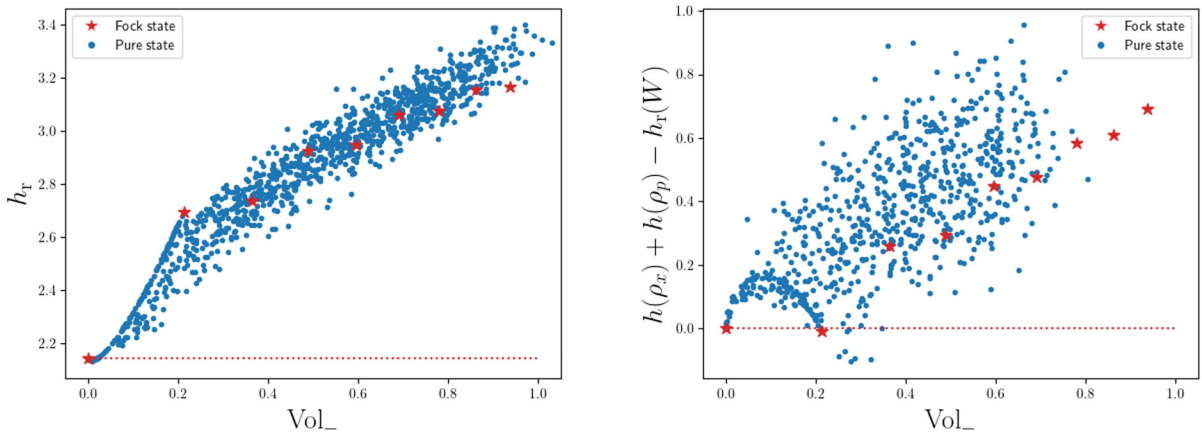 3.4
3.2
3.0
2.8
2.6
2.4
2.2
h_r
Fock state
Pure state
0.0 0.2 0.4 0.6 0.8 1.0
Vol_
1.0
0.8
0.6
0.4
0.2
0.0
h(ρ_x) + h(ρ_p) − h_r(W)
Fock state
Pure state
0.0 0.2 0.4 0.6 0.8 1.0
Vol_